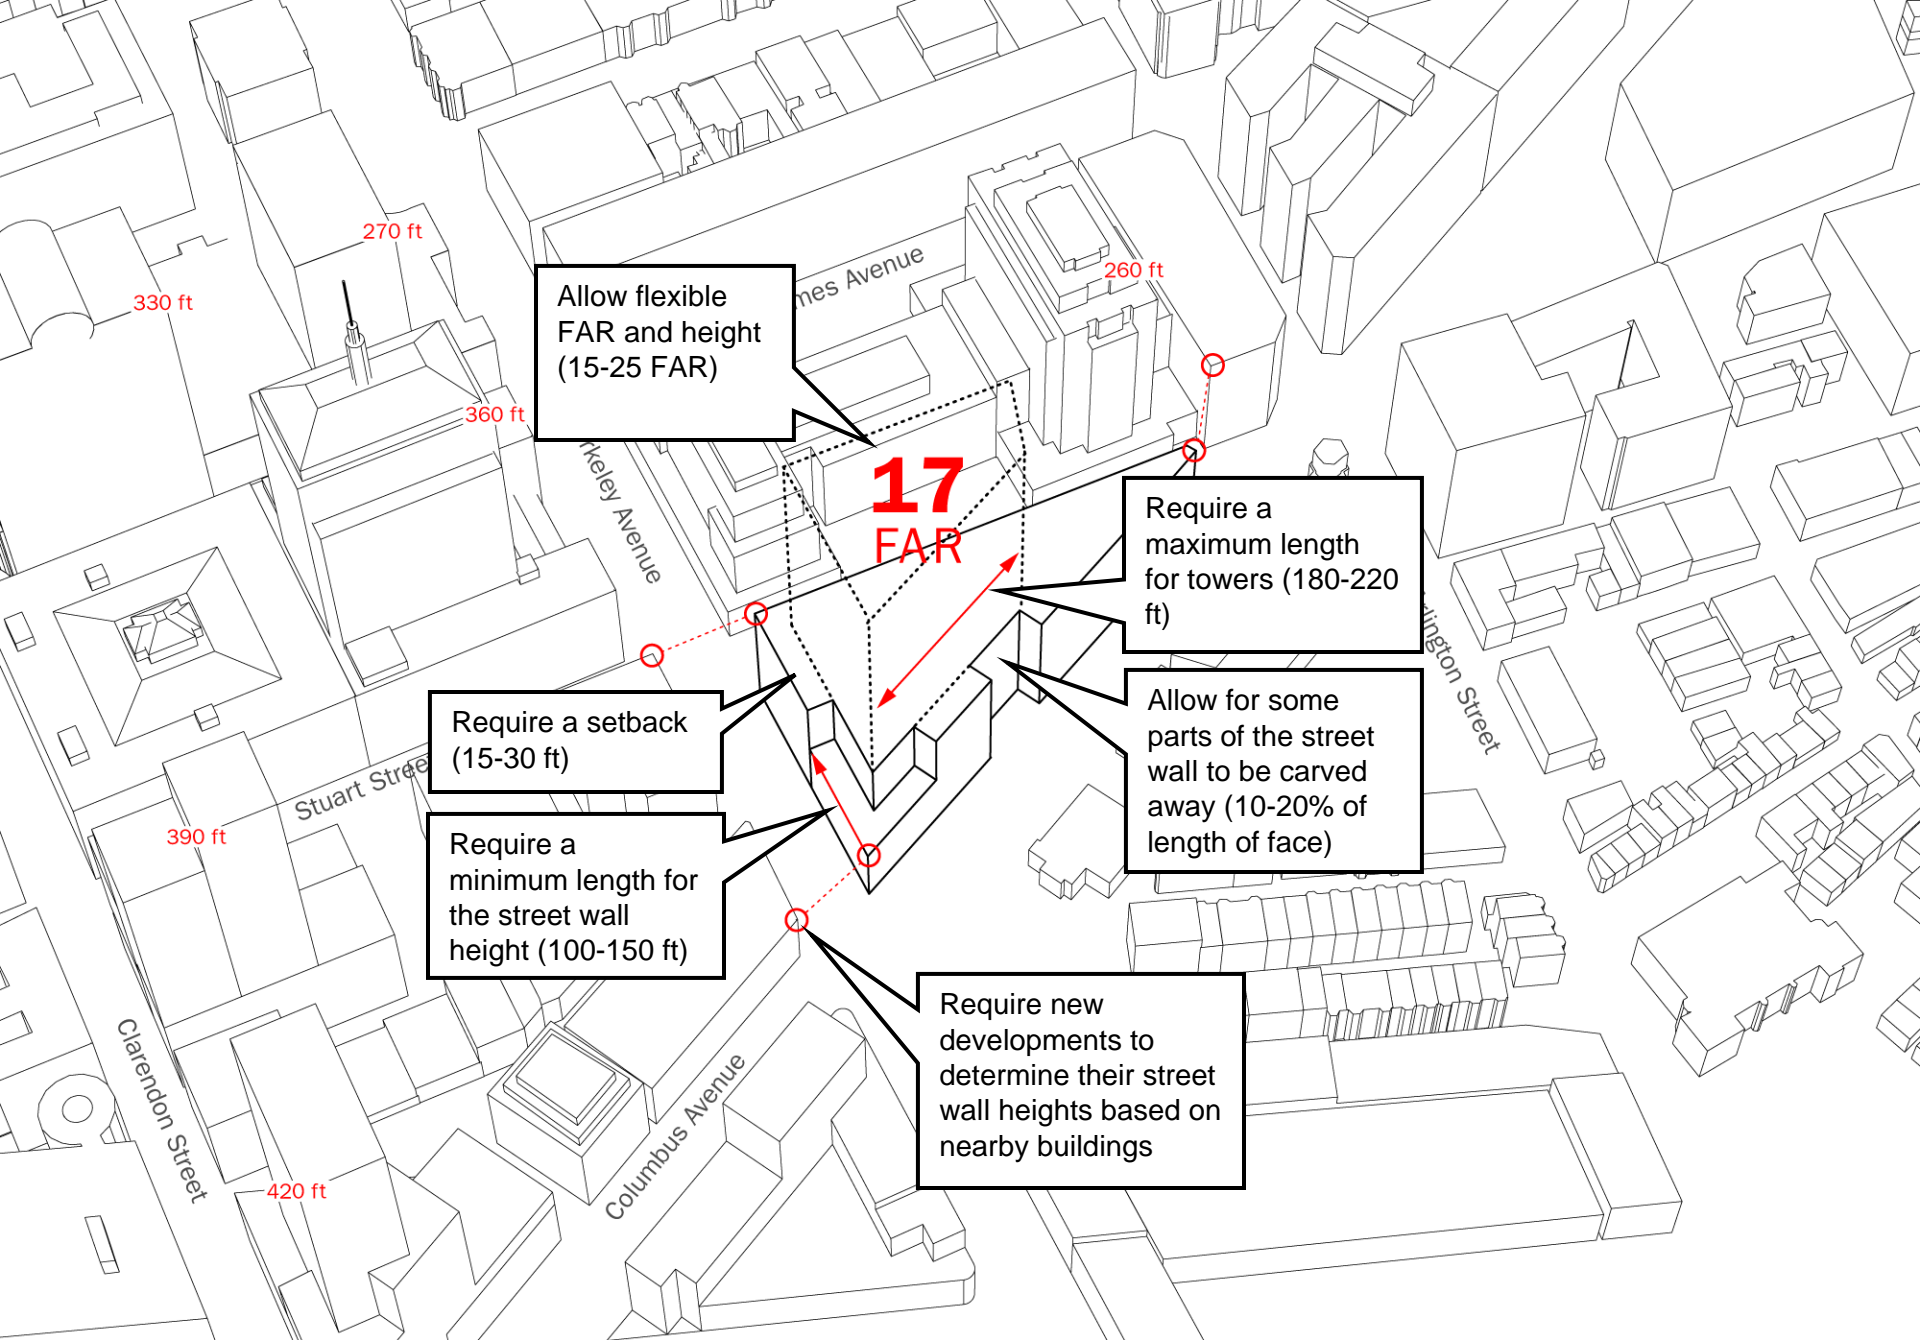 270 ft
330 ft
mes Avenue
260 ft
Allow flexible
FAR and height
(15-25 FAR)
360 ft
rkeley Avenue
17
FAR
Require a
maximum length
for towers (180-220
ft)
ington Street
Require a setback
(15-30 ft)
Allow for some
parts of the street
wall to be carved
away (10-20% of
length of face)
Stuart Stree
390 ft
Require a
minimum length for
the street wall
height (100-150 ft)
Require new
developments to
determine their street
wall heights based on
nearby buildings
Clarendon Street
Columbus Avenue
420 ft